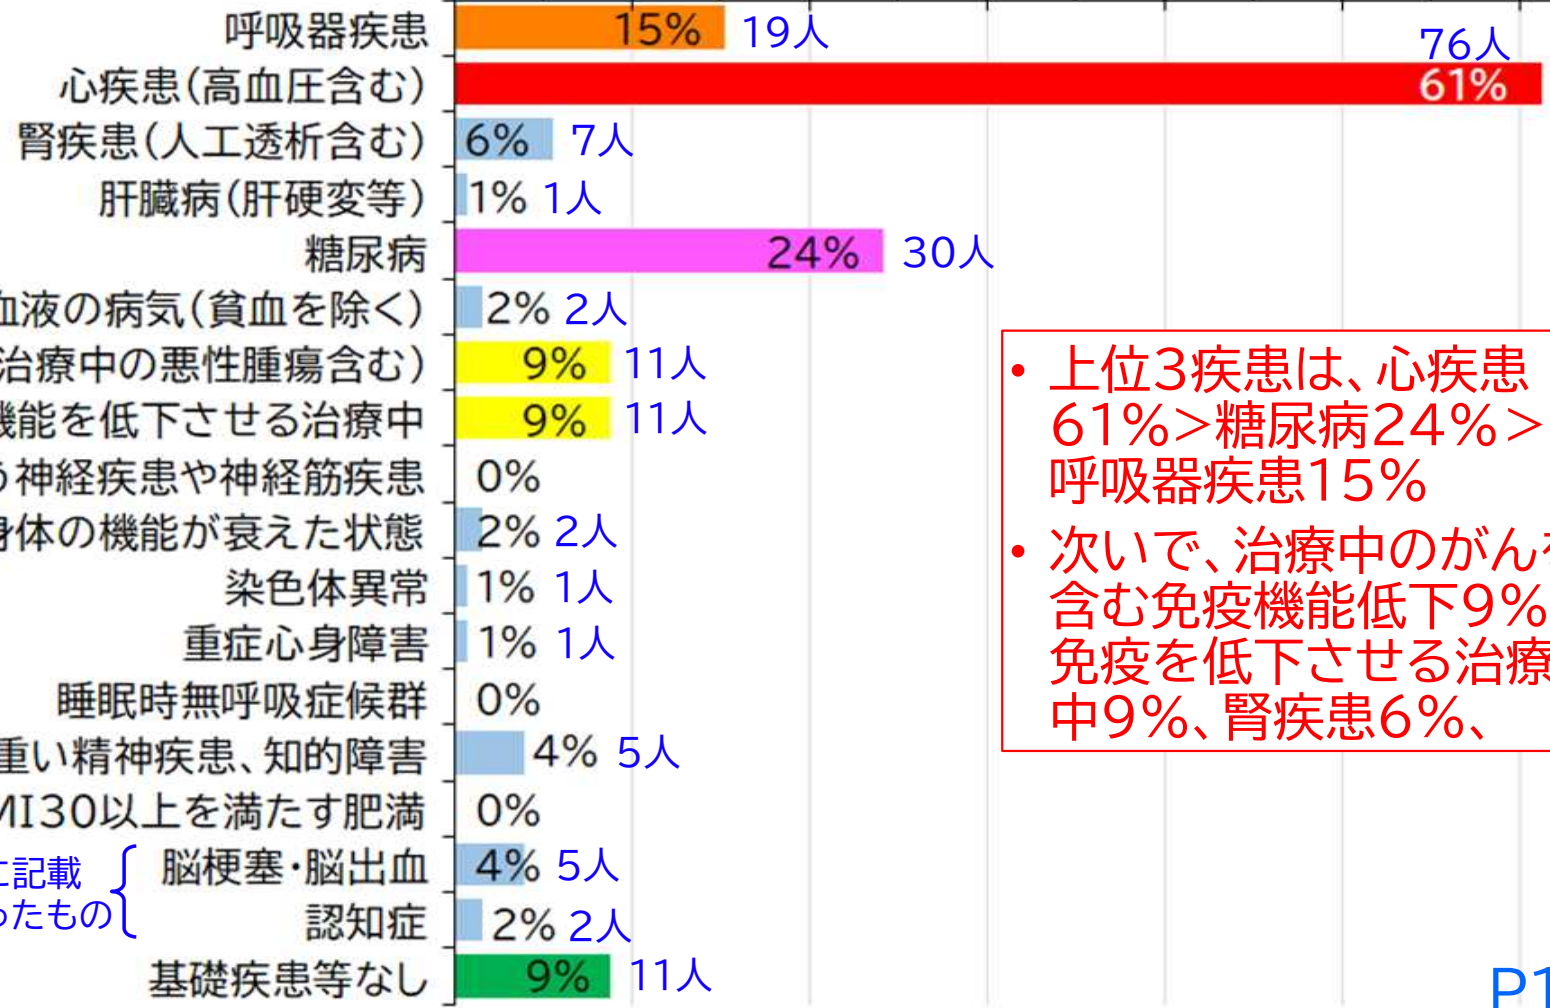 呼吸器疾患 15% 19人
心疾患(高血圧含む) 61% 76人
腎疾患(人工透析含む) 6% 7人
肝臓病(肝硬変等) 1% 1人
糖尿病 24% 30人
血液の病気(貧血を除く) 2% 2人
治療中の悪性腫瘍含む) 9% 11人
機能を低下させる治療中 9% 11人
う神経疾患や神経筋疾患 0%
身体の機能が衰えた状態 2% 2人
染色体異常 1% 1人
重症心身障害 1% 1人
睡眠時無呼吸症候群 0%
重い精神疾患、知的障害 4% 5人
MI30以上を満たす肥満 0%
脳梗塞・脳出血 4% 5人
認知症 2% 2人
基礎疾患等なし 9% 11人
に記載
ったもの
• 上位3疾患は、心疾患
61%>糖尿病24%>
呼吸器疾患15%
• 次いで、治療中のがんを
含む免疫機能低下9%
免疫を低下させる治療
中9%、腎疾患6%、
P1